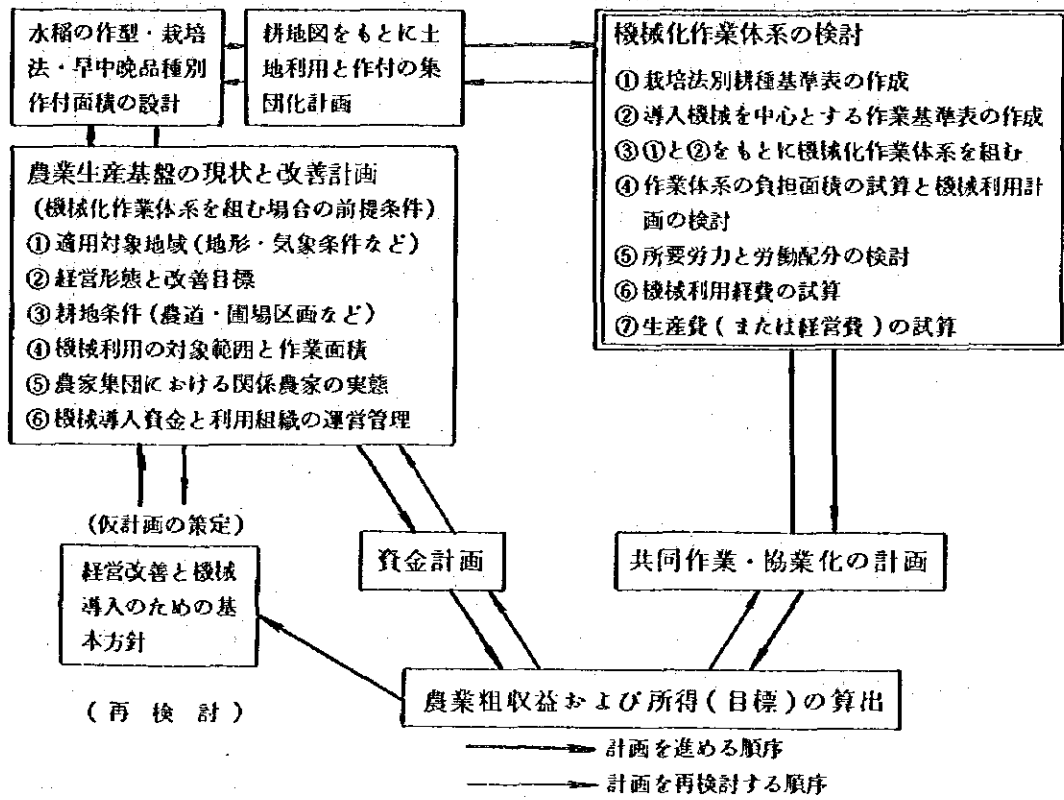 水稲の作型・栽培
法・早中晩品種別
作付面積の設計
耕地図をもとに土
地利用と作付の集
団化計画
機械化作業体系の検討
①栽培法別耕種基準表の作成
②導入機械を中心とする作業基準表の作成
③①と②をもとに機械化作業体系を組む
④作業体系の負担面積の試算と機械利用計
画の検討
⑤所要労力と労働配分の検討
⑥機械利用経費の試算
⑦生産費(または経営費)の試算
農業生産基盤の現状と改善計画
(機械化作業体系を組む場合の前提条件)
①適用対象地域(地形・気象条件など)
②経営形態と改善目標
③耕地条件(農道・圃場区画など)
④機械利用の対象範囲と作業面積
⑤農家集団における関係農家の実態
⑥機械導入資金と利用組織の運営管理
(仮計画の策定)
経営改善と機械
導入のための基
本方針
(再検討)
資金計画
共同作業・協業化の計画
農業粗収益および所得(目標)の算出
計画を進める順序
計画を再検討する順序